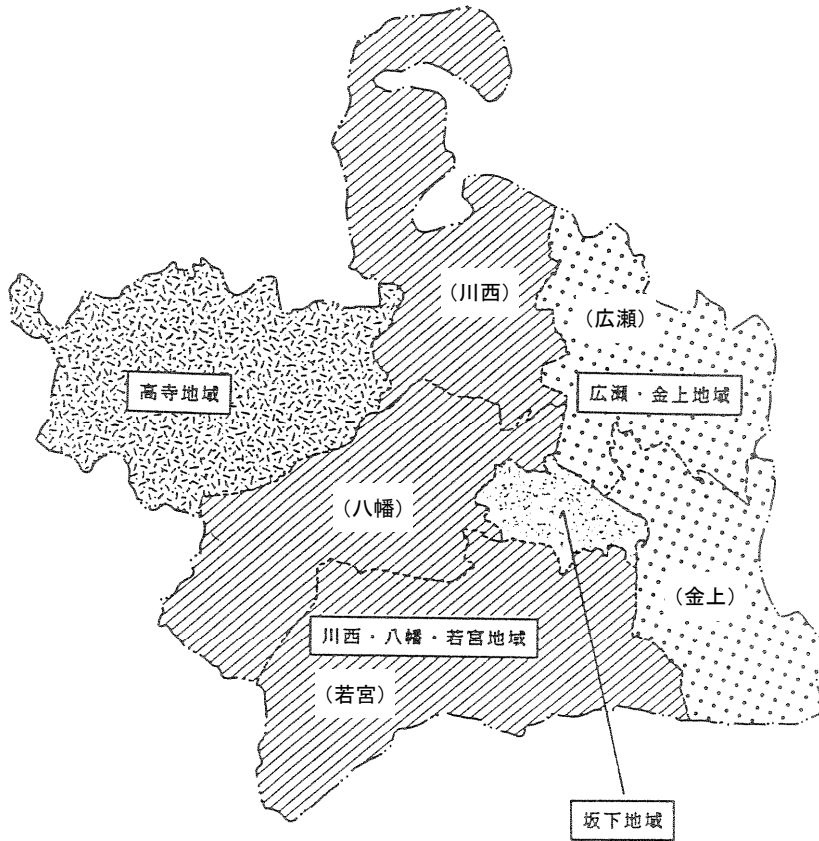 (川西)
(広瀬)
高寺地域
広瀬・金上地域
(八幡)
(金上)
川西・八幡・若宮地域
(若宮)
坂下地域